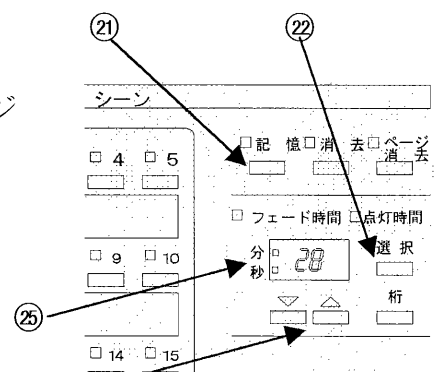 ㉑ ㉒
シーン
記憶 消去 ページ消去
4 5
フェード時間 点灯時間
9 10
分
秒
28
選択
桁
㉕
14 15